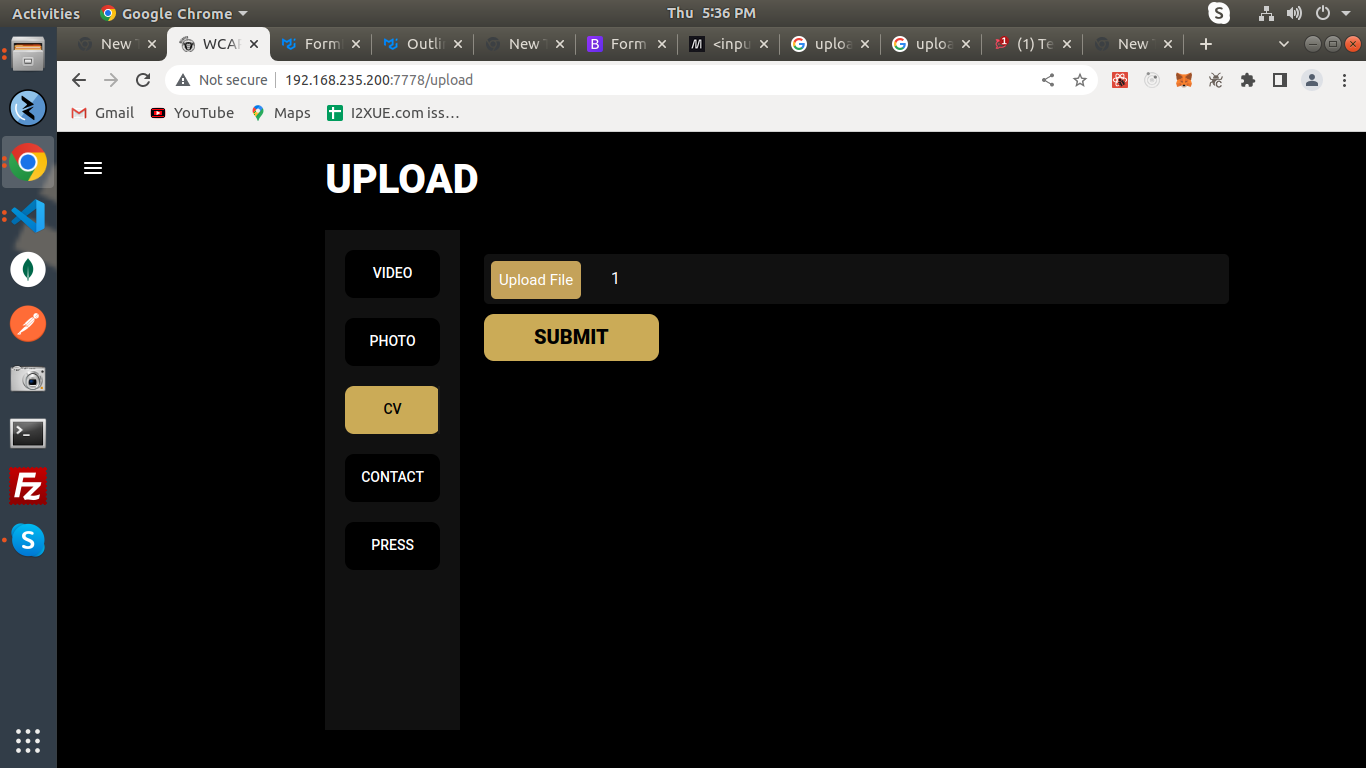 Activities Google Chrome Thu 5:36 PM
New WCA Form Outli New Form <inpu uploa uploa (1) Te New
Not secure 192.168.235.200:7778/upload
Gmail YouTube Maps I2XUE.com iss…
UPLOAD
VIDEO
PHOTO
CV
CONTACT
PRESS
Upload File 1
SUBMIT